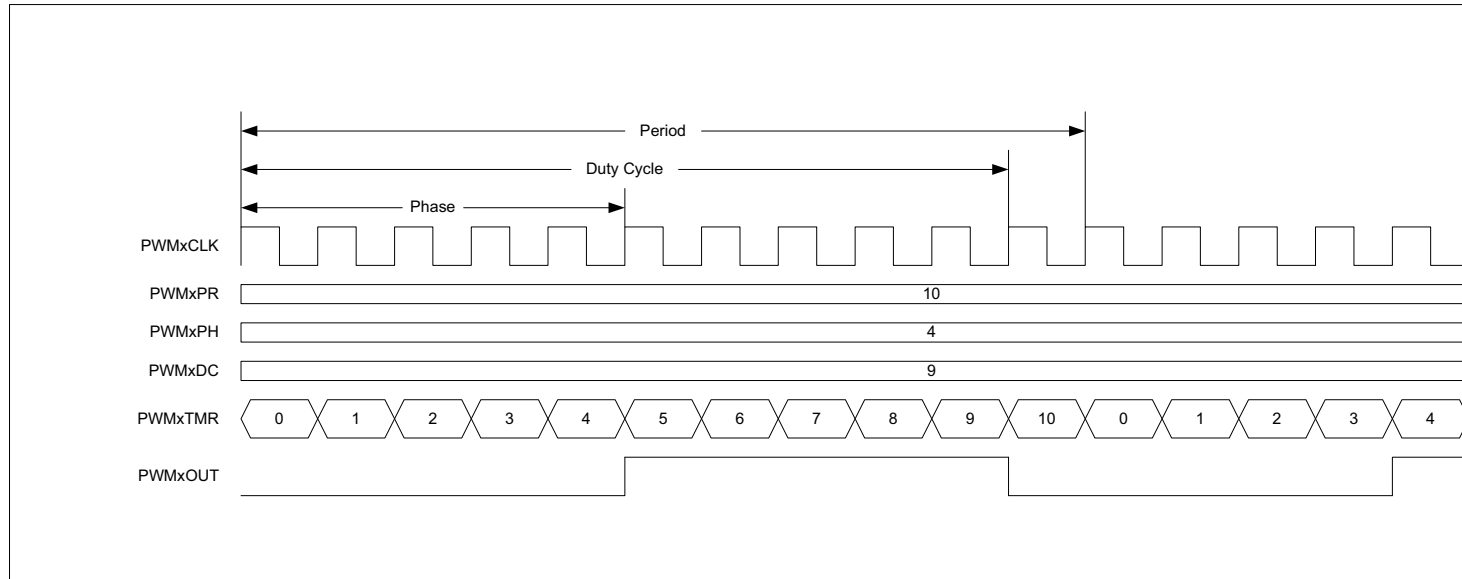 Period
Duty Cycle
Phase
PWMxCLK
PWMxPR 10
PWMxPH 4
PWMxDC 9
PWMxTMR 0 1 2 3 4 5 6 7 8 9 10 0 1 2 3 4
PWMxOUT